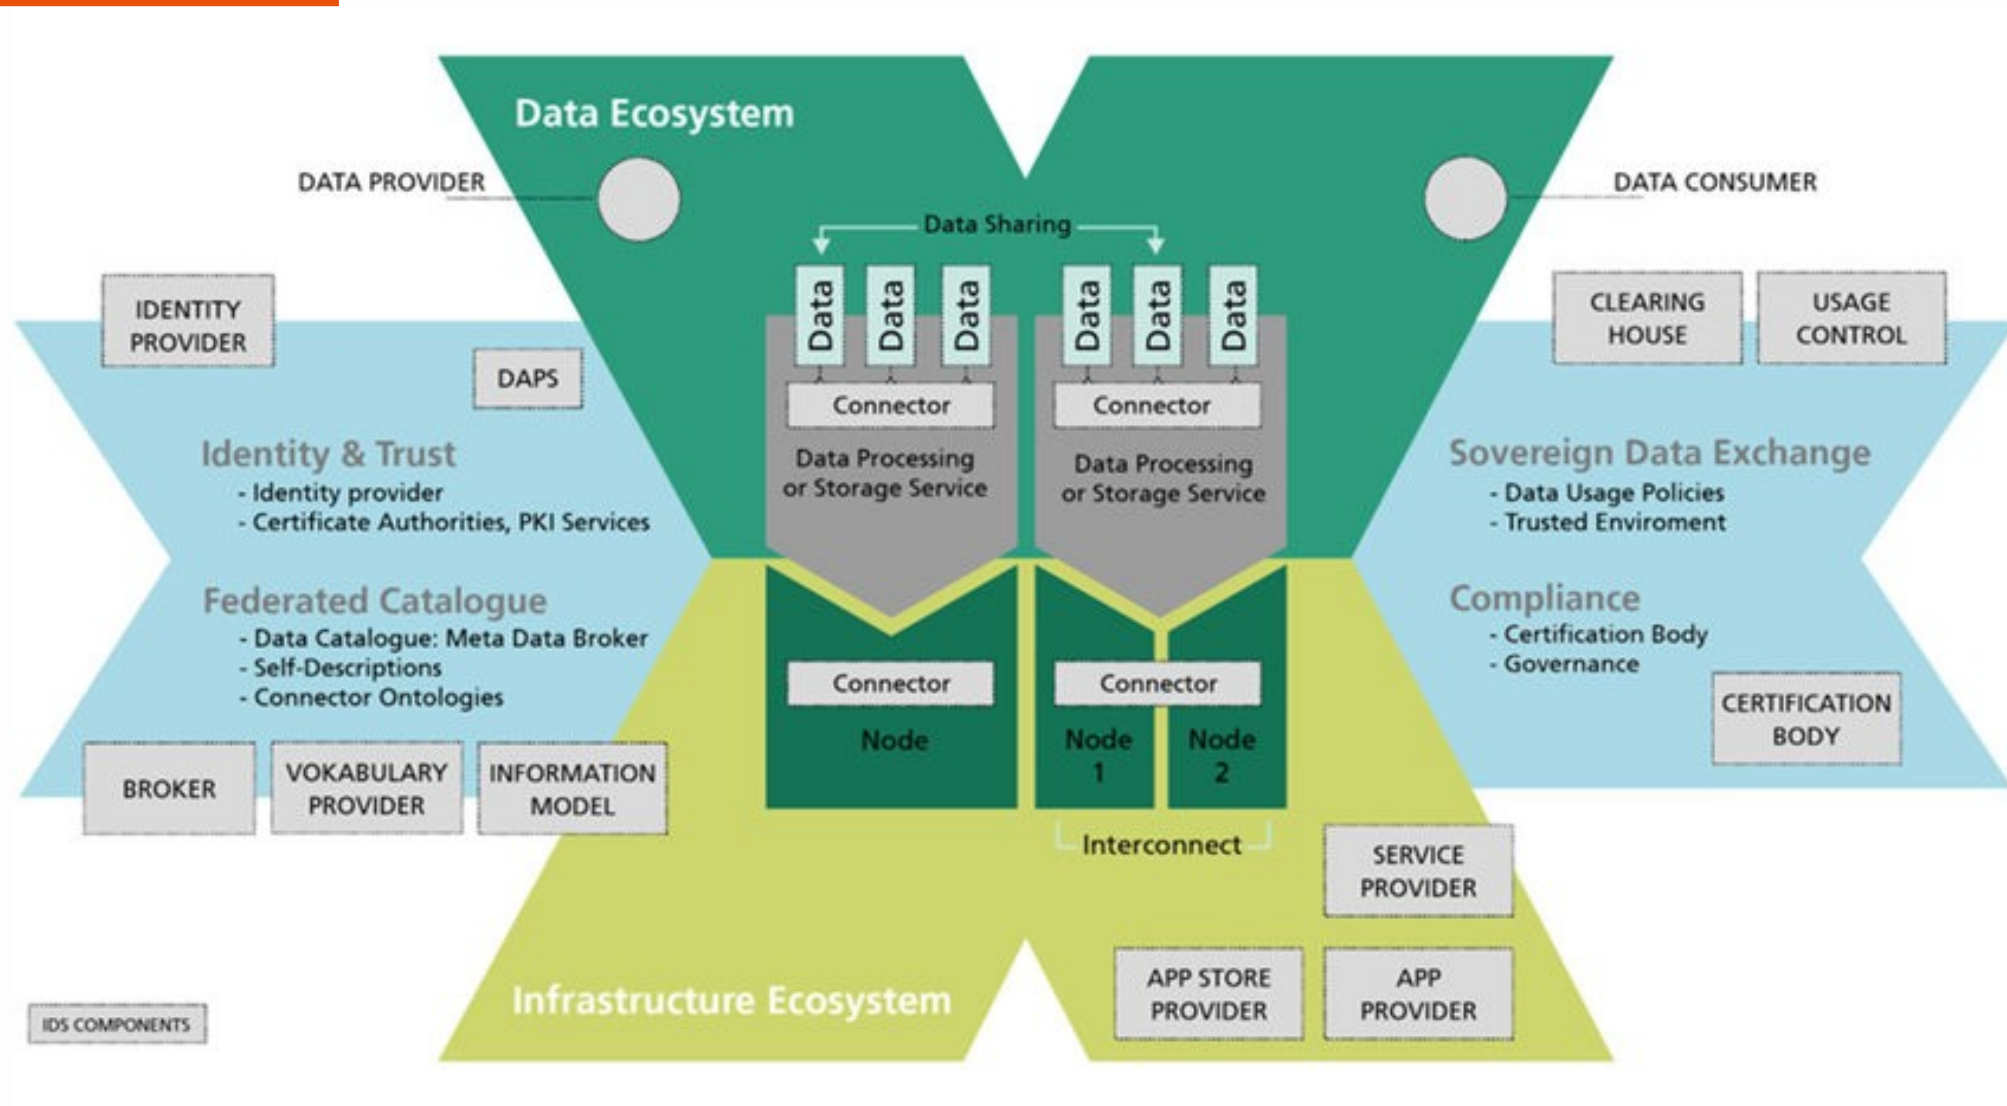 Data Ecosystem
DATA PROVIDER
DATA CONSUMER
Data Sharing
Data
Data
Data
Data
Data
Data
Connector
Connector
Data Processing
or Storage Service
Data Processing
or Storage Service
IDENTITY
PROVIDER
DAPS
Identity & Trust
- Identity provider
- Certificate Authorities, PKI Services
Federated Catalogue
- Data Catalogue: Meta Data Broker
- Self-Descriptions
- Connector Ontologies
BROKER
VOKABULARY
PROVIDER
INFORMATION
MODEL
CLEARING
HOUSE
USAGE
CONTROL
Sovereign Data Exchange
- Data Usage Policies
- Trusted Enviroment
Compliance
- Certification Body
- Governance
CERTIFICATION
BODY
Connector
Node
Connector
Node
1
Node
2
Interconnect
SERVICE
PROVIDER
APP STORE
PROVIDER
APP
PROVIDER
Infrastructure Ecosystem
IDS COMPONENTS